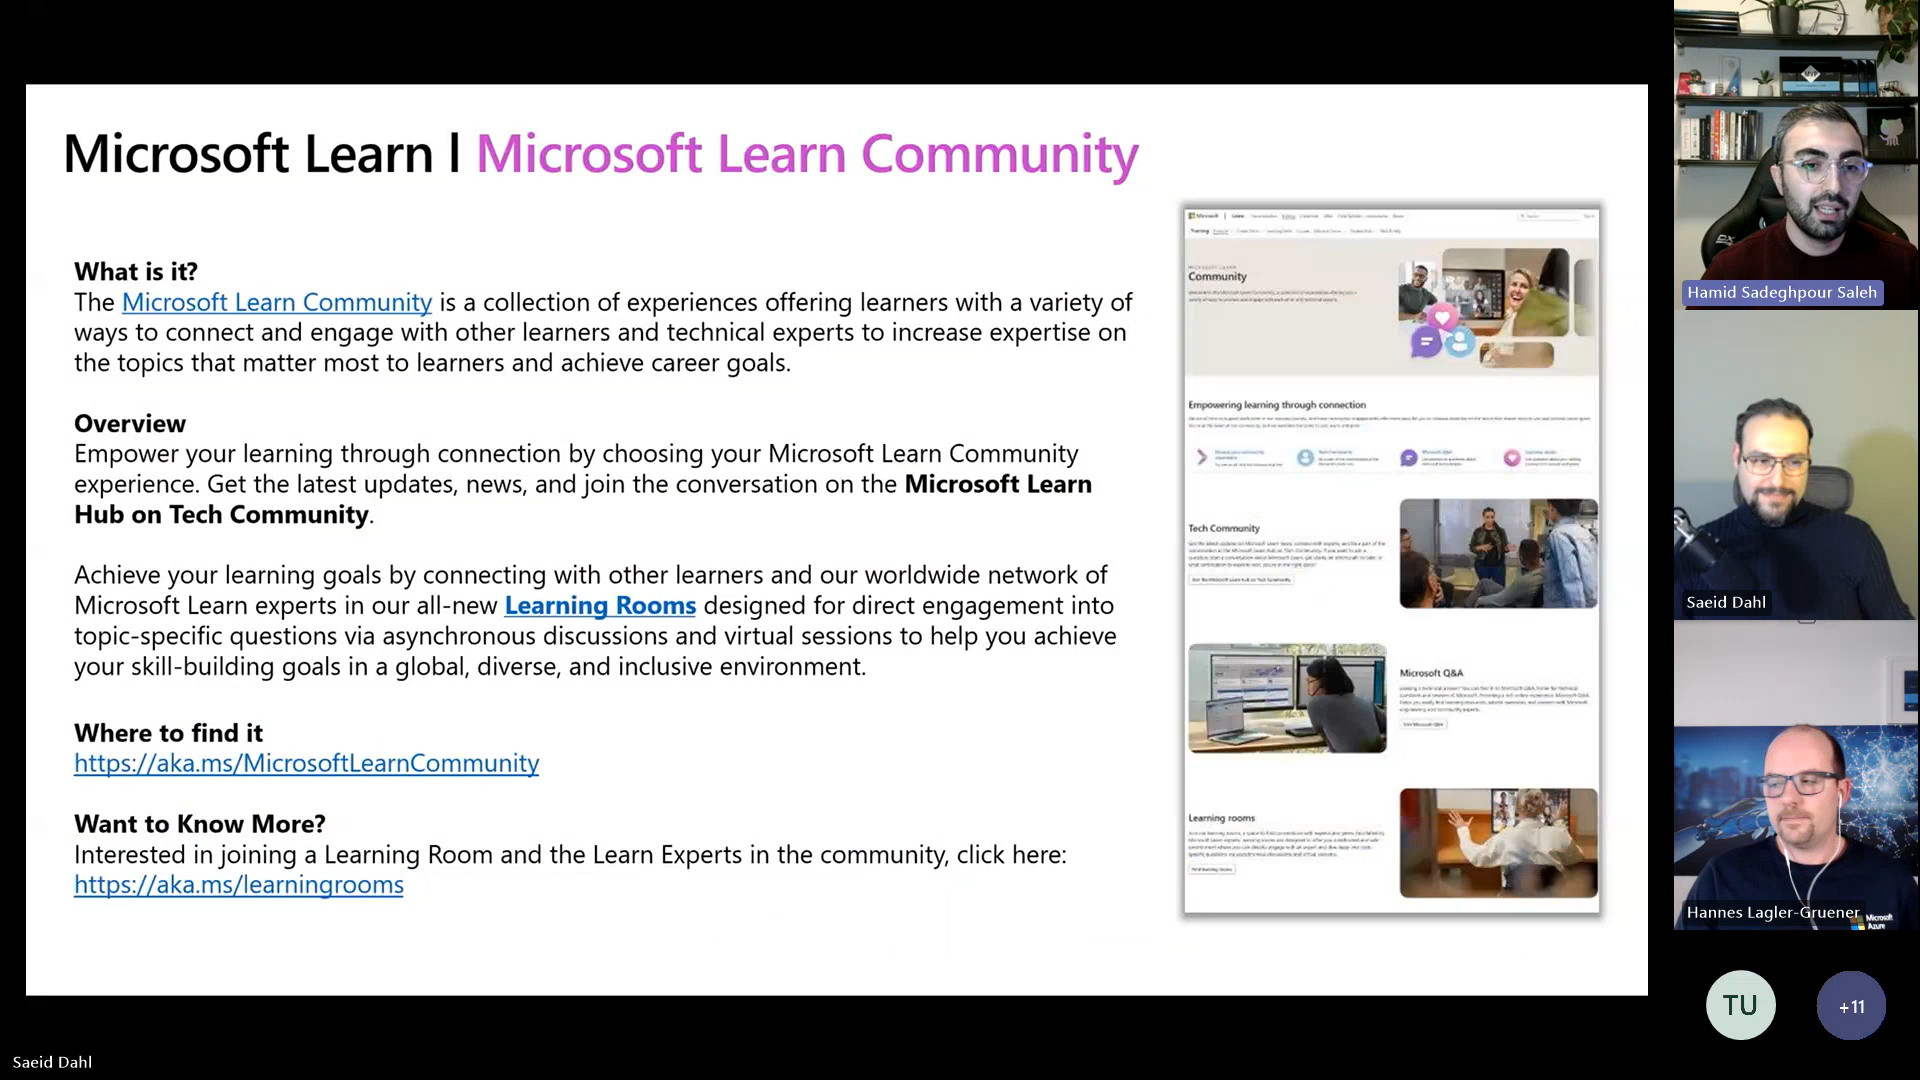 Microsoft Learn | Microsoft Learn Community
What is it?
The Microsoft Learn Community is a collection of experiences offering learners with a variety of
ways to connect and engage with other learners and technical experts to increase expertise on
the topics that matter most to learners and achieve career goals.
Overview
Empower your learning through connection by choosing your Microsoft Learn Community
experience. Get the latest updates, news, and join the conversation on the Microsoft Learn
Hub on Tech Community.
Achieve your learning goals by connecting with other learners and our worldwide network of
Microsoft Learn experts in our all-new Learning Rooms designed for direct engagement into
topic-specific questions via asynchronous discussions and virtual sessions to help you achieve
your skill-building goals in a global, diverse, and inclusive environment.
Where to find it
https://aka.ms/MicrosoftLearnCommunity
Want to Know More?
Interested in joining a Learning Room and the Learn Experts in the community, click here:
https://aka.ms/learningrooms
Microsoft | Learn
Training
Community
Empowering learning through connection
Tech Community
Microsoft Q&A
Learning rooms
MVP
Hamid Sadeghpour Saleh
Saeid Dahl
Hannes Lagler-Gruener
Microsoft
Azure
TU
+11
Saeid Dahl